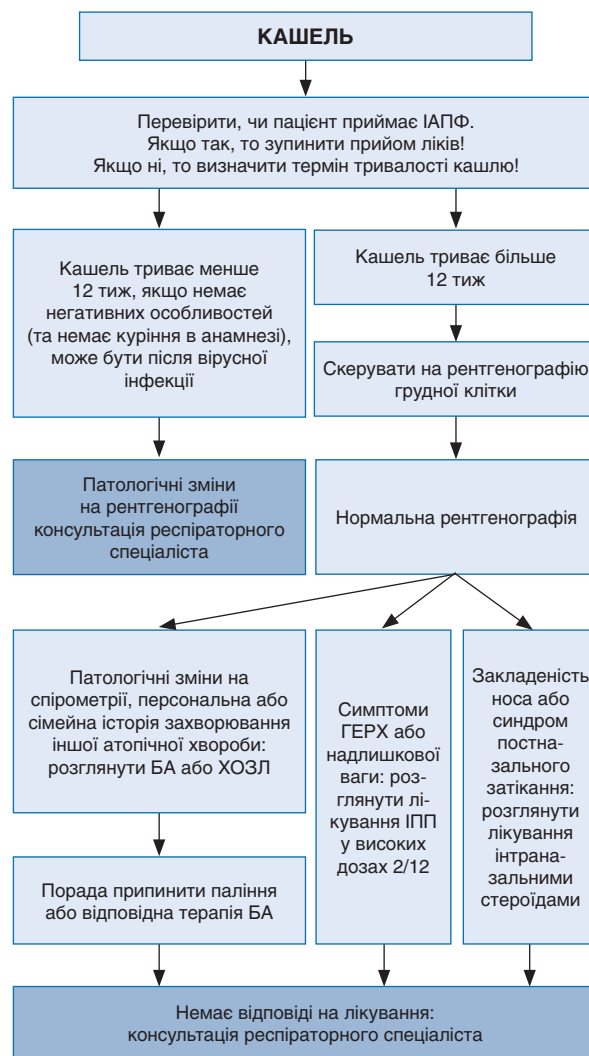 КАШЕЛЬ
Перевірити, чи пацієнт приймає ІАПФ.
Якщо так, то зупинити прийом ліків!
Якщо ні, то визначити термін тривалості кашлю!
Кашель триває менше
12 тиж, якщо немає
негативних особливостей
(та немає куріння в анамнезі),
може бути після вірусної
інфекції
Кашель триває більше
12 тиж
Скерувати на рентгенографію
грудної клітки
Патологічні зміни
на рентгенографії
консультація респіраторного
спеціаліста
Нормальна рентгенографія
Патологічні зміни на
спірометрії, персональна або
сімейна історія захворювання
іншої атопічної хвороби:
розглянути БА або ХОЗЛ
Порада припинити паління
або відповідна терапія БА
Симптоми
ГЕРХ або
надлишкової
ваги: роз-
глянути лі-
кування ІПП
у високих
дозах 2/12
Закладеність
носа або
синдром
постна-
зального
затікання:
розглянути
лікування
інтрана-
зальними
стероїдами
Немає відповіді на лікування:
консультація респіраторного спеціаліста